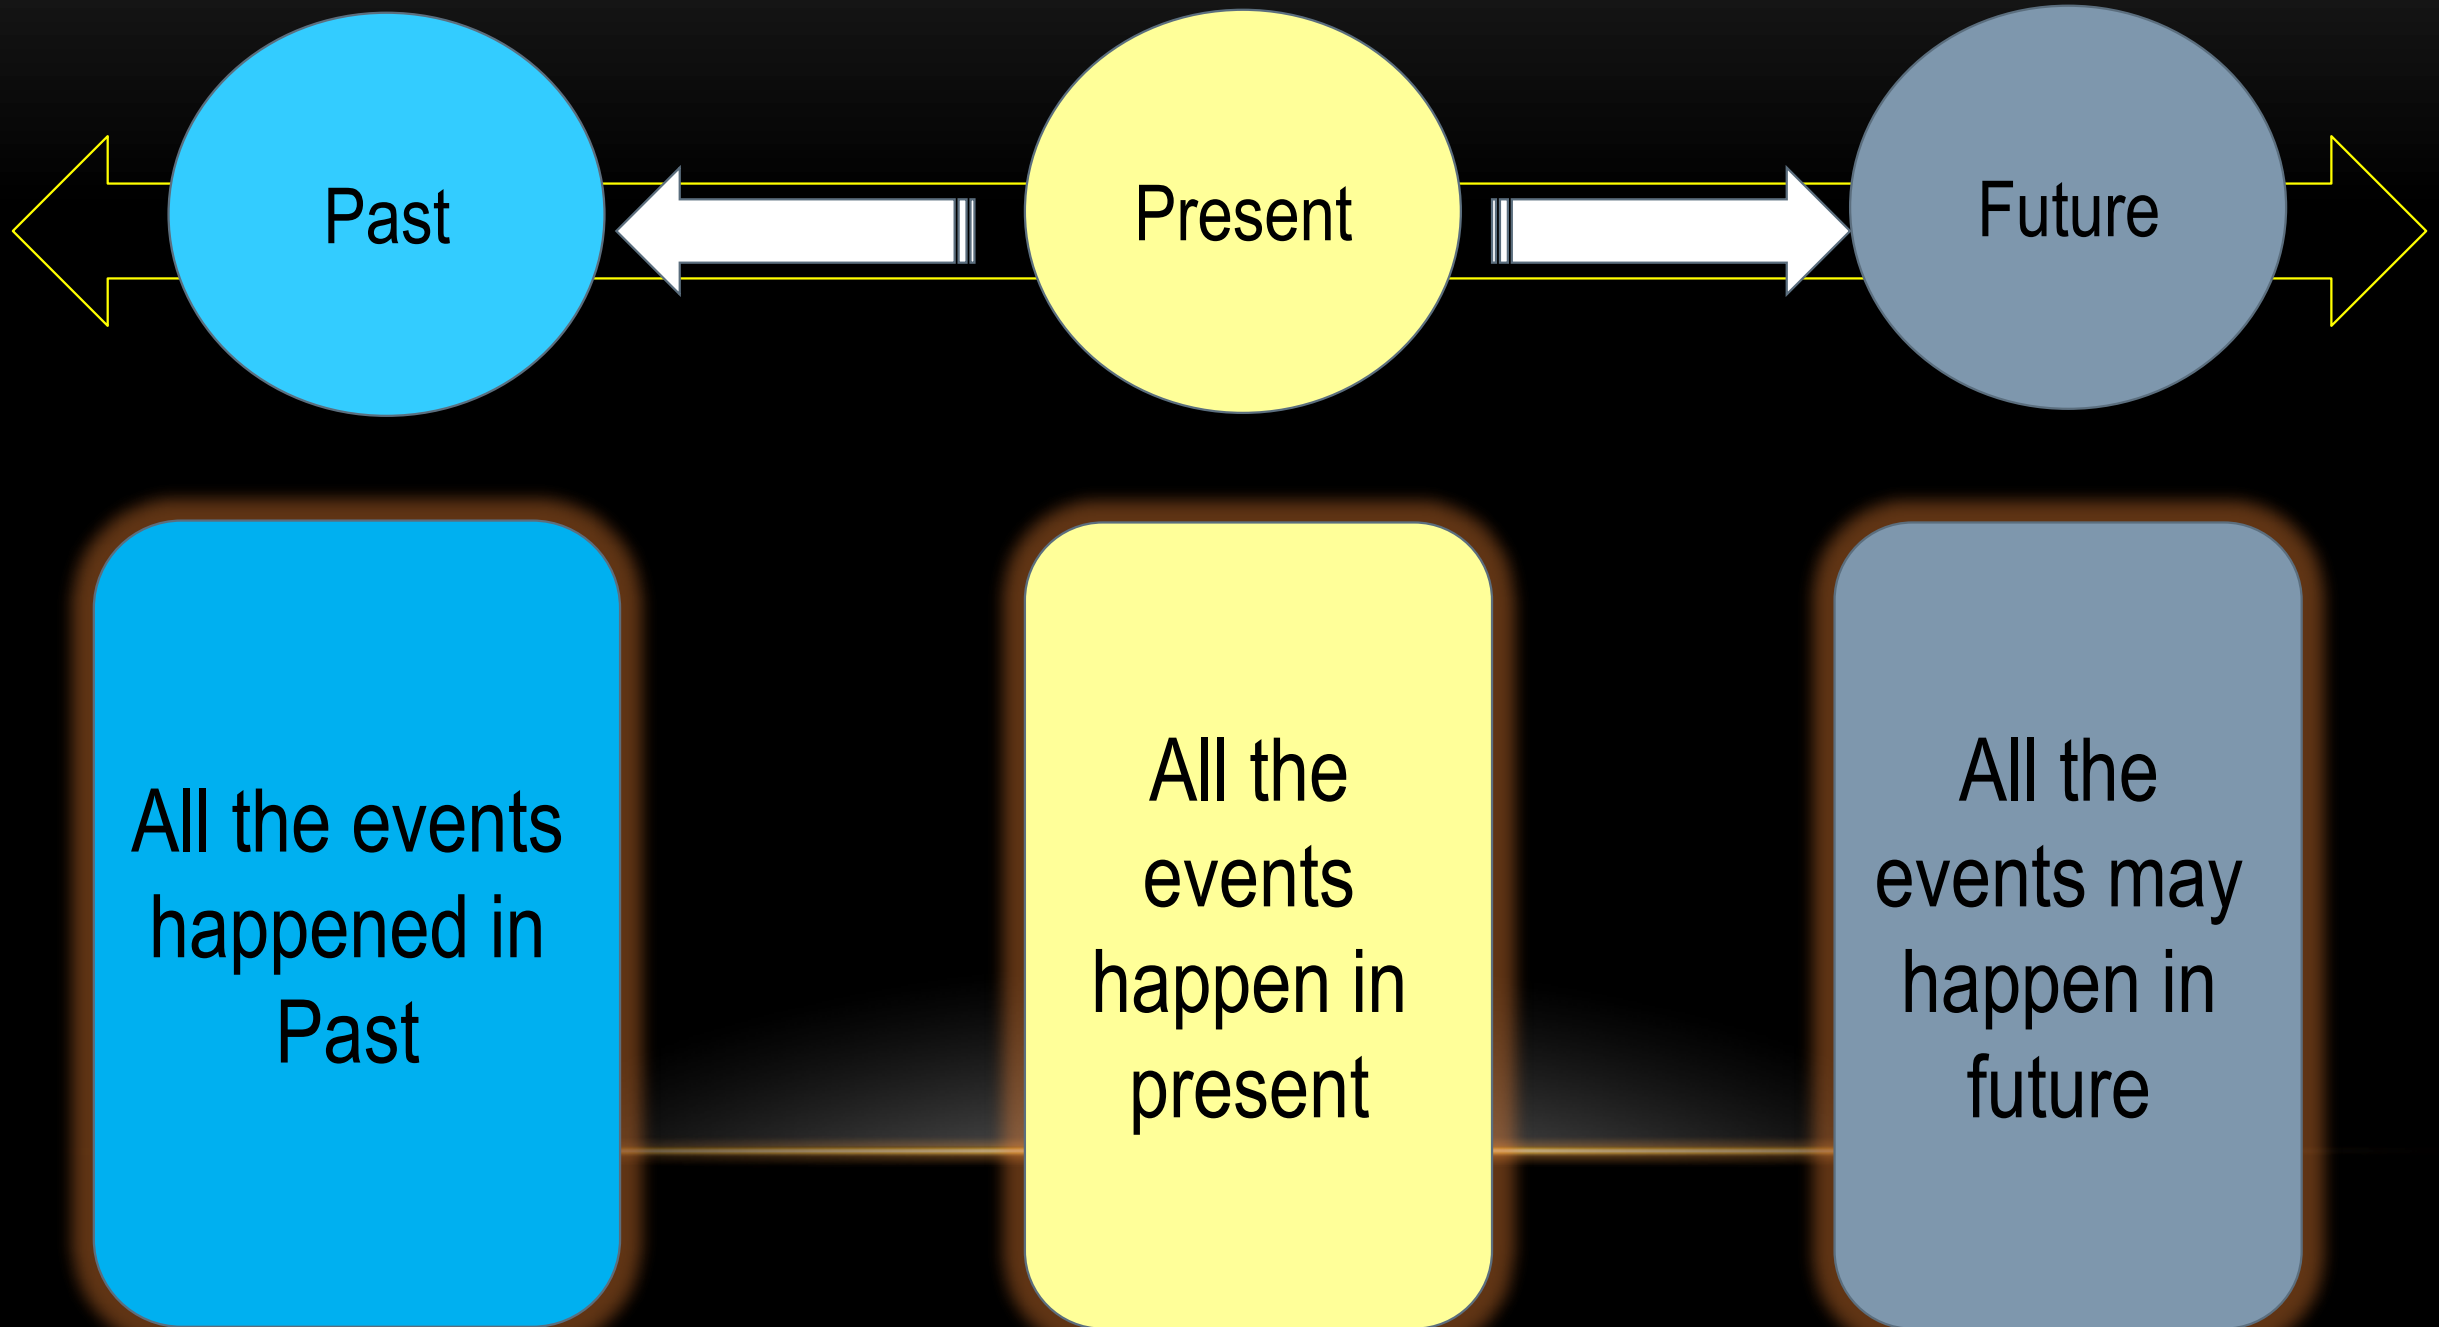 Past
Present
Future
All the events
happened in
Past
All the
events
happen in
present
All the
events may
happen in
future